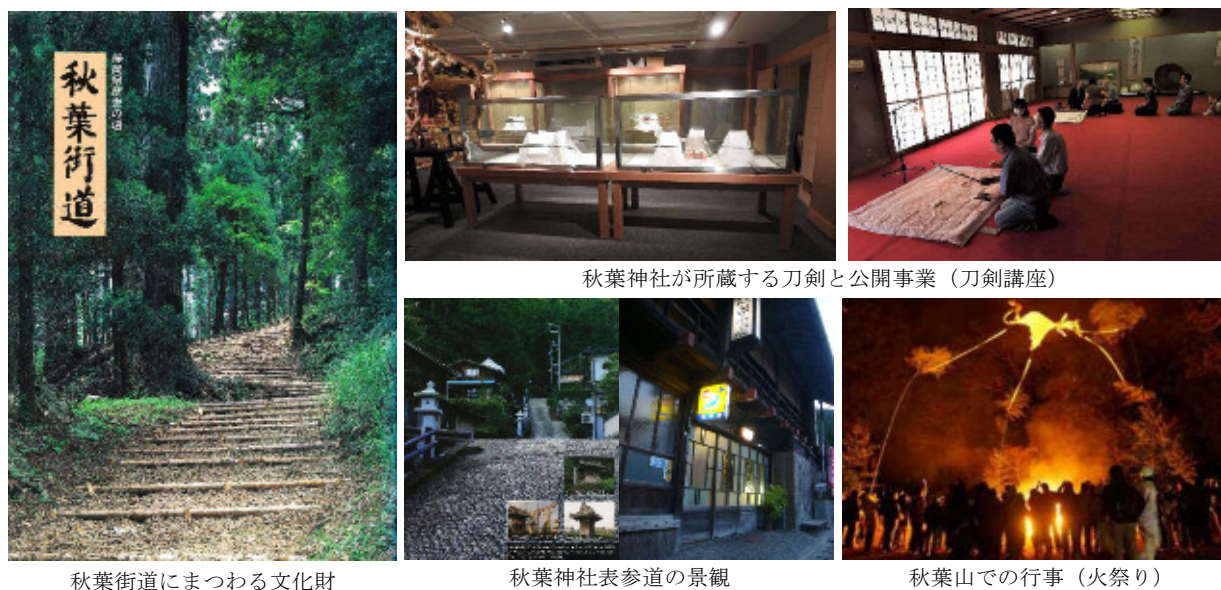 秋葉街道
秋葉神社が所蔵する刀剣と公開事業（刀剣講座）
秋葉街道にまつわる文化財
秋葉神社表参道の景観
秋葉山での行事（火祭り）